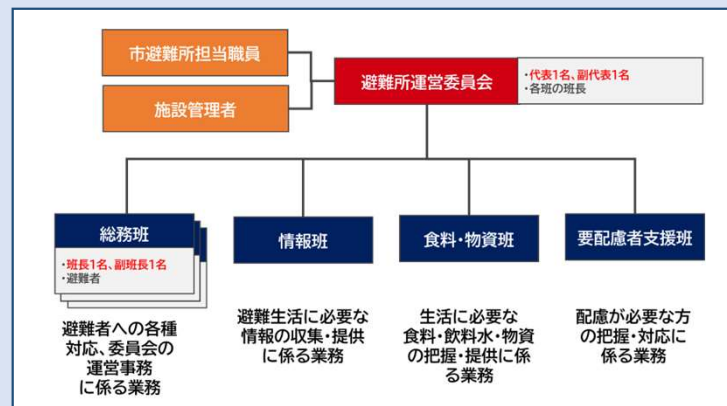 市避難所担当職員
施設管理者
避難所運営委員会
・代表1名、副代表1名
・各班の班長
総務班
・班長1名、副班長1名
・避難者
避難者への各種
対応、委員会の
運営事務
に係る業務
情報班
避難生活に必要な
情報の収集・提供
に係る業務
食料・物資班
生活に必要な
食料・飲料水・物資
の把握・提供に係
る業務
要配慮者支援班
配慮が必要な方
の把握・対応に
係る業務